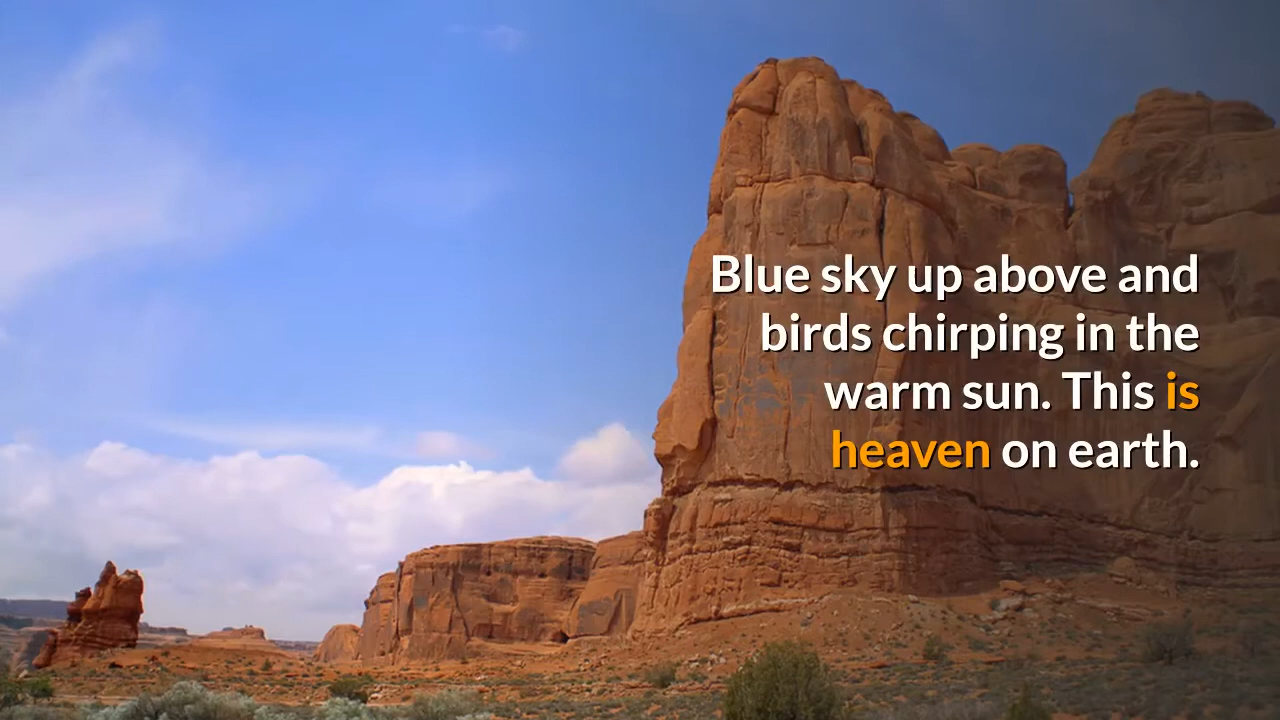 Blue sky up above and
birds chirping in the
warm sun. This is
heaven on earth.